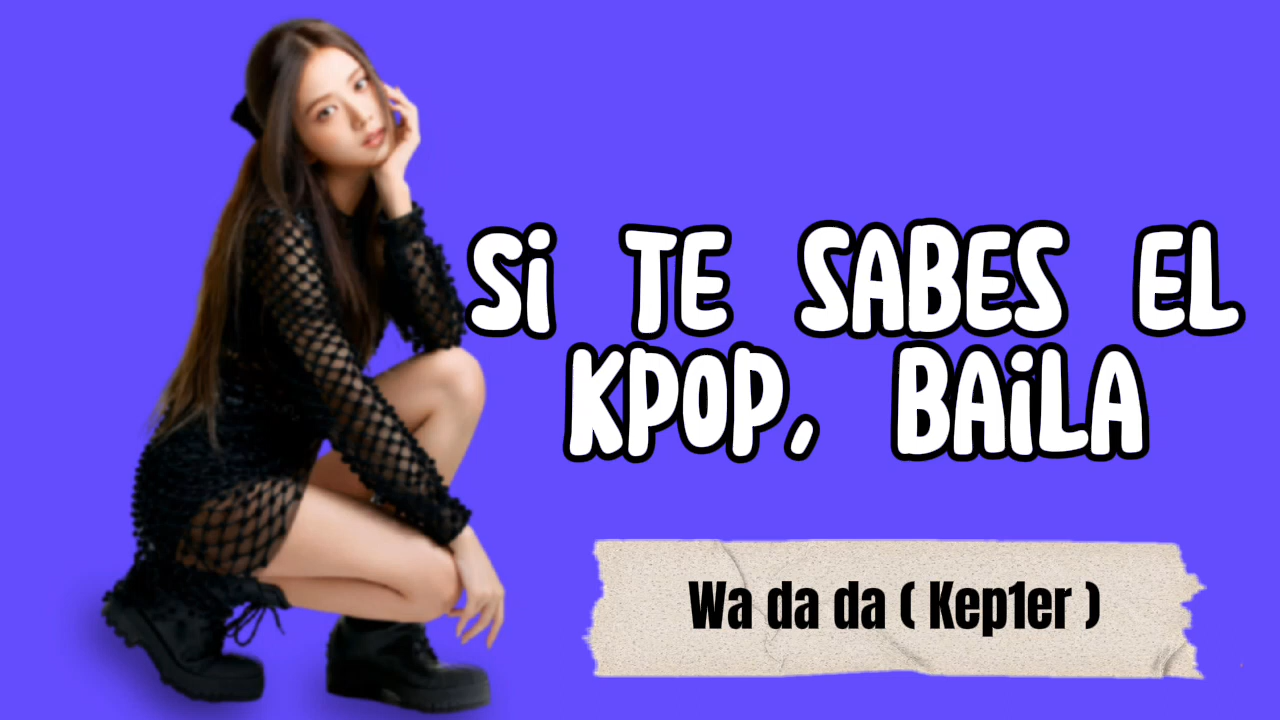 Si TE SABES EL
KPOP, BAiLA
Wa da da ( Kep1er )